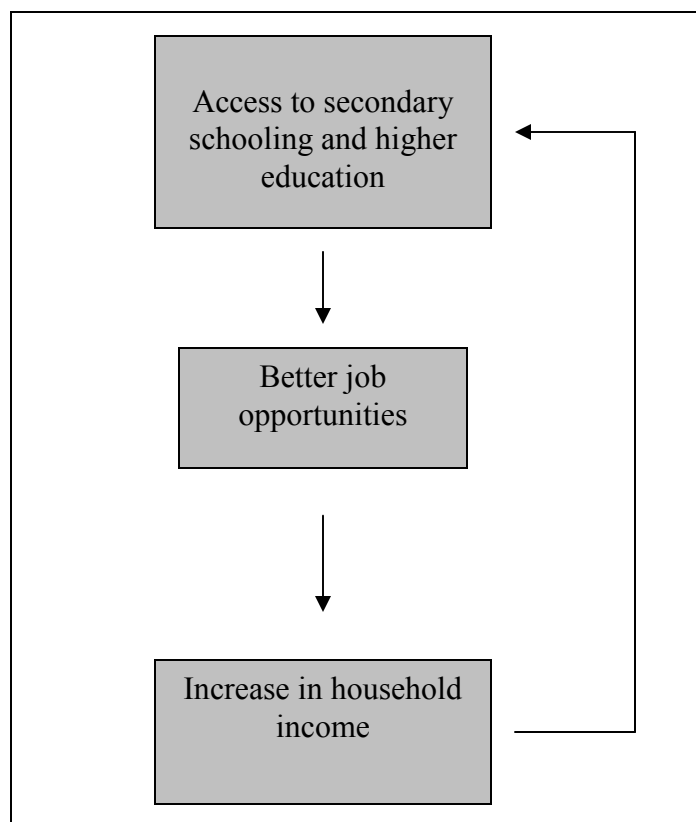 Access to secondary
schooling and higher
education
Better job
opportunities
Increase in household
income